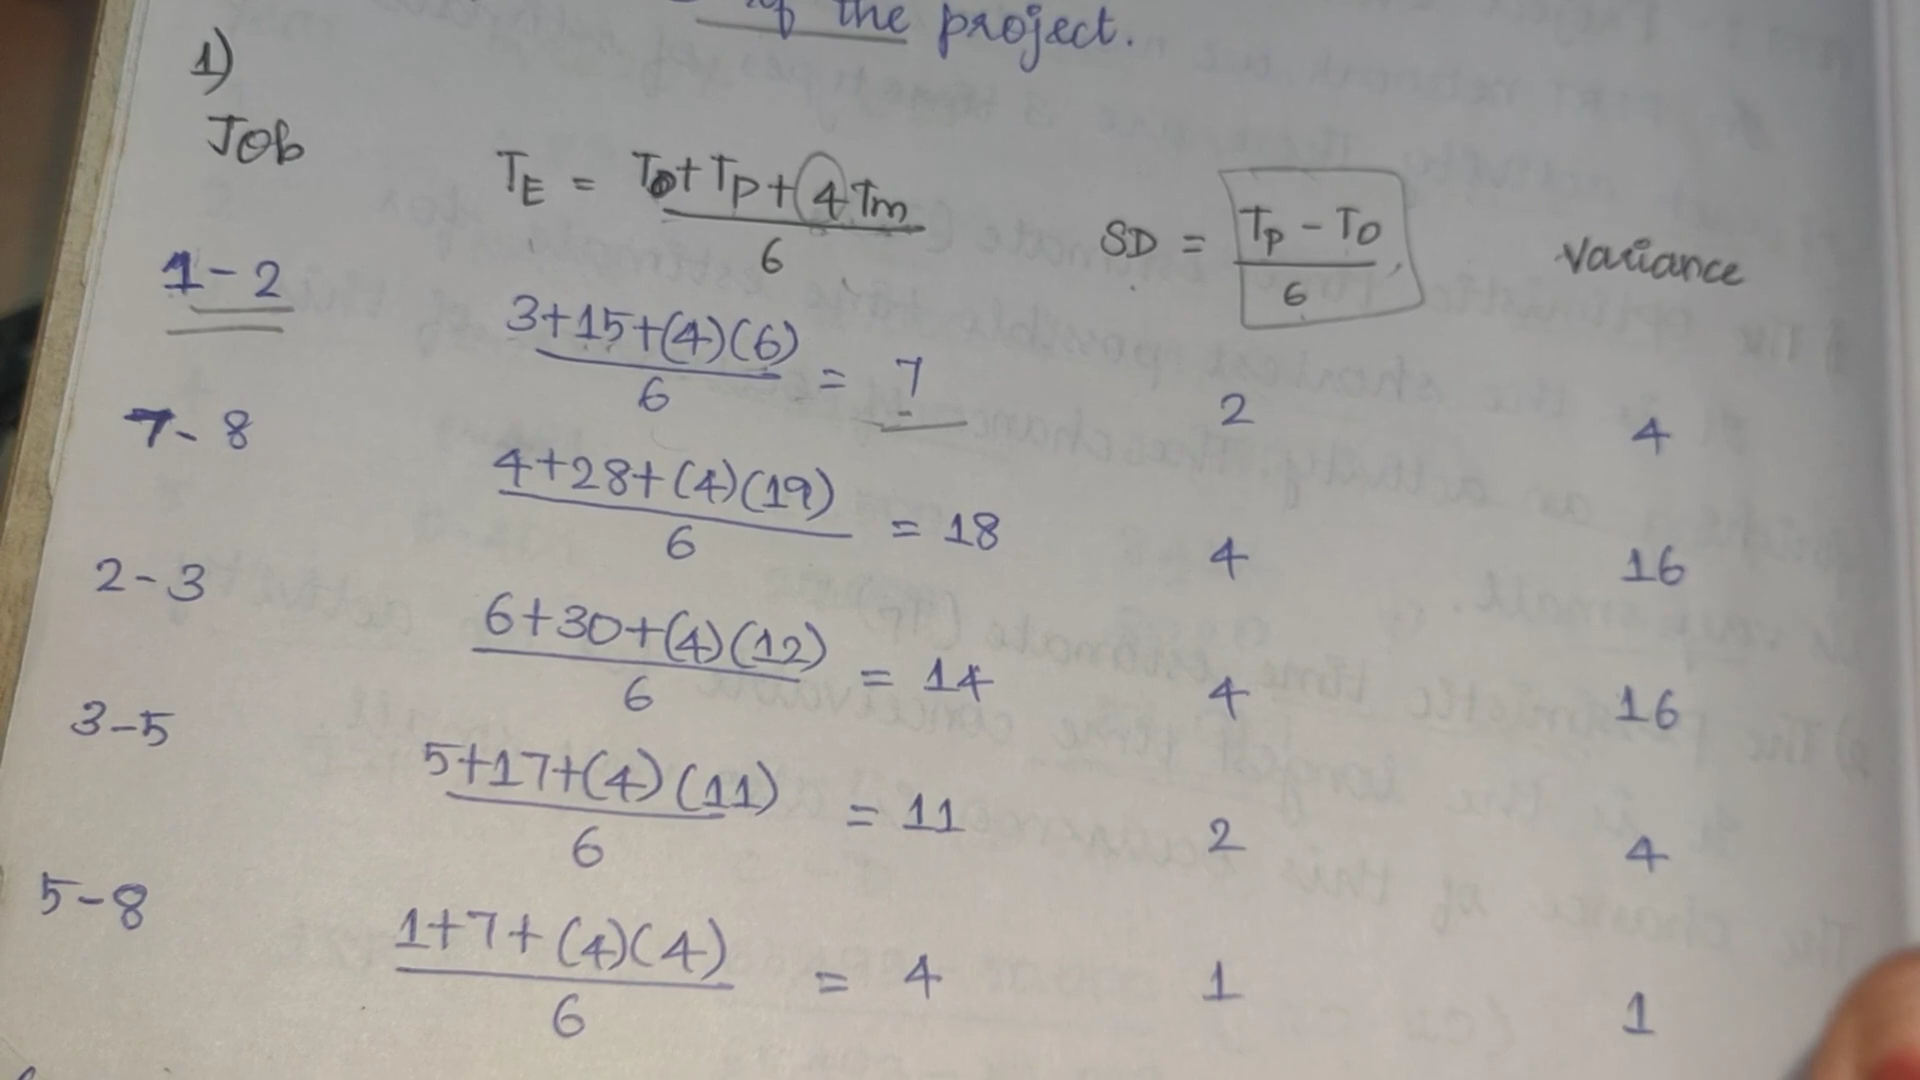 of the project.
1)
Job TE = To+Tp+4Tm / 6 SD = Tp-To / 6 Variance
1-2 3+15+(4)(6) / 6 = 7 2 4
7-8 4+28+(4)(19) / 6 = 18 4 16
2-3 6+30+(4)(12) / 6 = 14 4 16
3-5 5+17+(4)(11) / 6 = 11 2 4
5-8 1+7+(4)(4) / 6 = 4 1 1